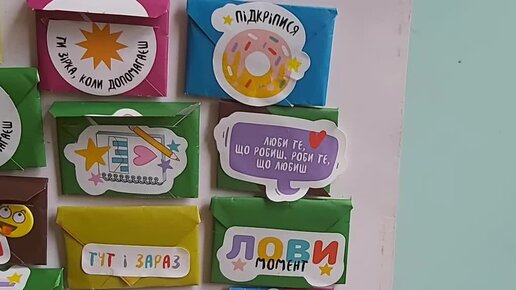 ТИ ЗІРКА, КОЛИ ДОПОМАГАЄШ
ПІДКРІПИСЯ
ЛЮБИ ТЕ,
ЩО РОБИШ. РОБИ ТЕ,
ЩО ЛЮБИШ
ТУТ І ЗАРАЗ
ЛОВИ
МОМЕНТ